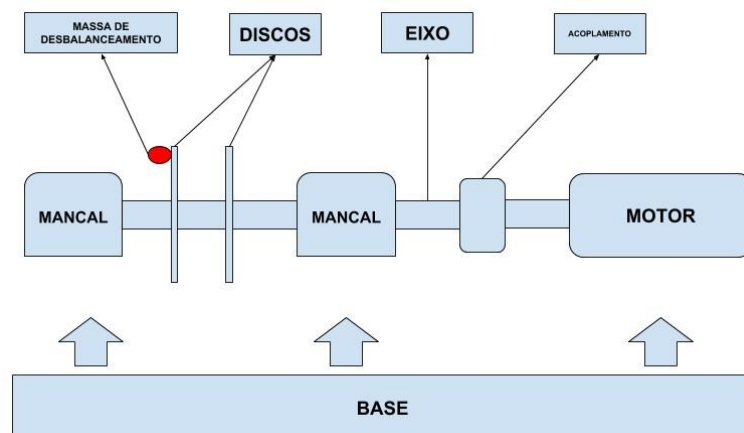 MASSA DE
DESBALANCEAMENTO
DISCOS
EIXO
ACOPLAMENTO
MANCAL
MANCAL
MOTOR
BASE